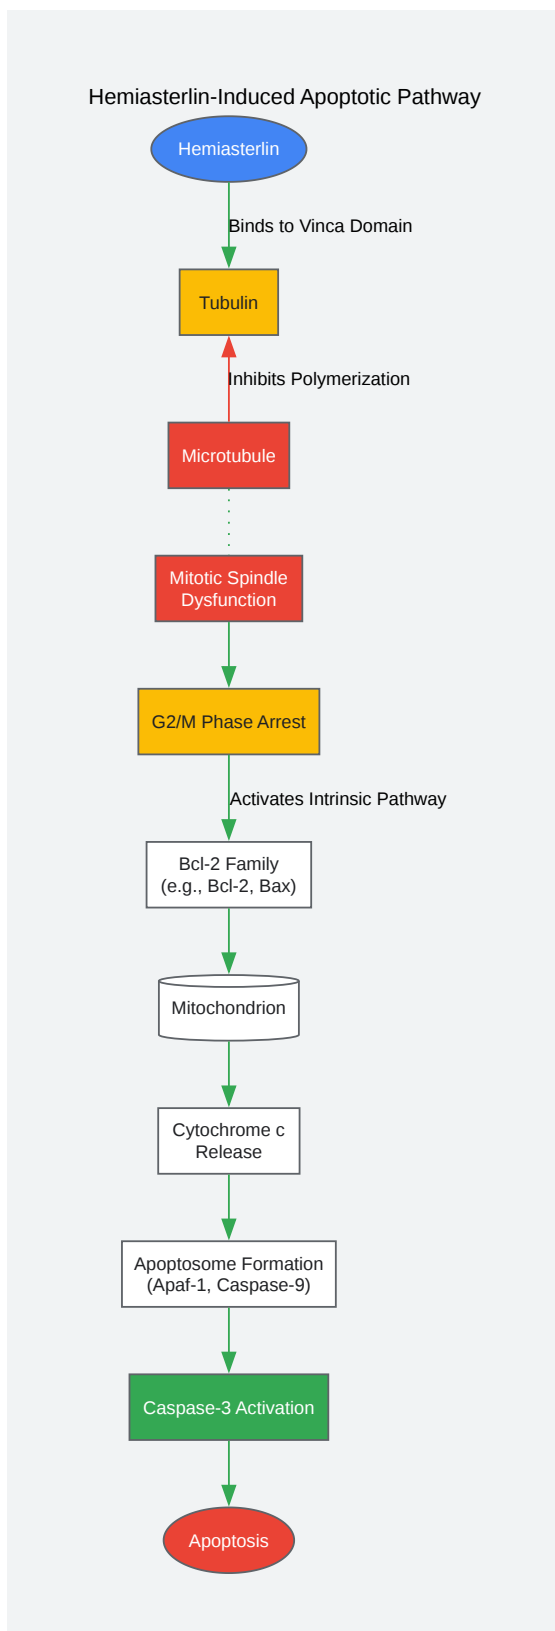 Hemiasterlin-Induced Apoptotic Pathway
Hemiasterlin
Binds to Vinca Domain
Tubulin
Inhibits Polymerization
Microtubule
Mitotic Spindle
Dysfunction
G2/M Phase Arrest
Activates Intrinsic Pathway
Bcl-2 Family
(e.g., Bcl-2, Bax)
Mitochondrion
Cytochrome c
Release
Apoptosome Formation
(Apaf-1, Caspase-9)
Caspase-3 Activation
Apoptosis